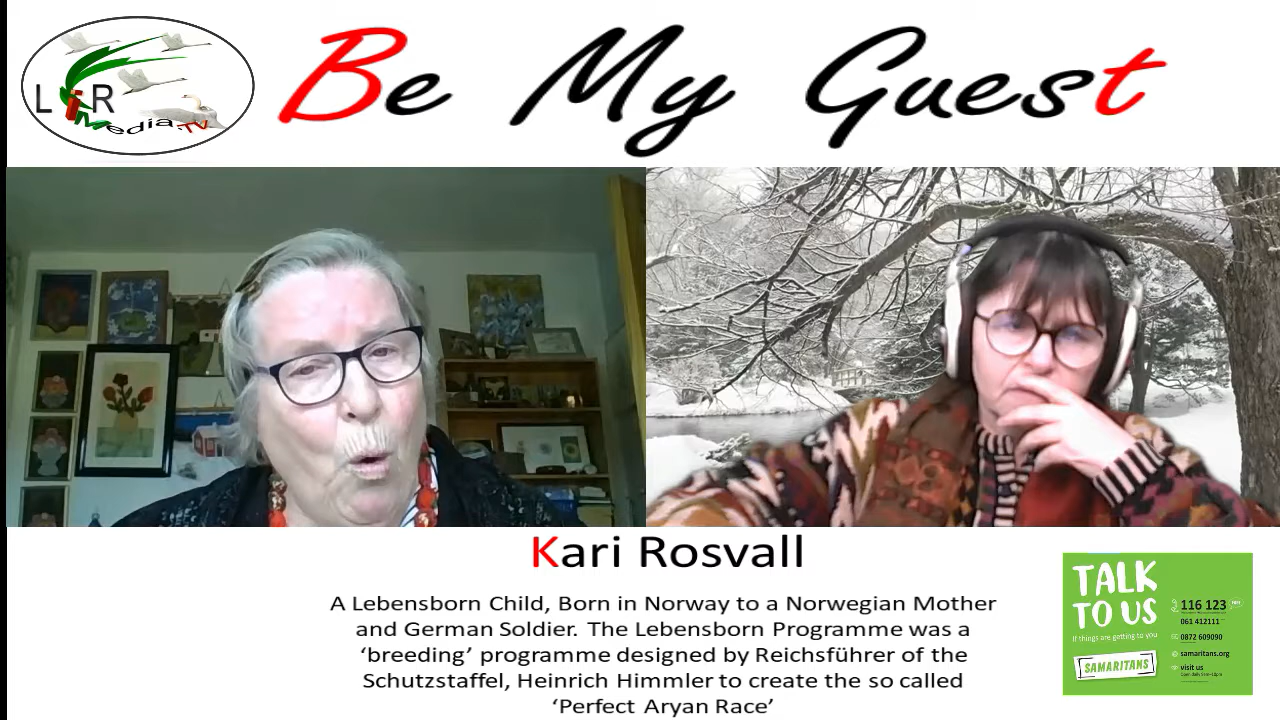 L i R
Media.TV
Be My Guest
Kari Rosvall
A Lebensborn Child, Born in Norway to a Norwegian Mother
and German Soldier. The Lebensborn Programme was a
‘breeding’ programme designed by Reichsführer of the
Schutzstaffel, Heinrich Himmler to create the so called
‘Perfect Aryan Race’
TALK
TO US
If things are getting to you
SAMARITANS
116 123
061 412111
0872 609090
samaritans.org
visit us